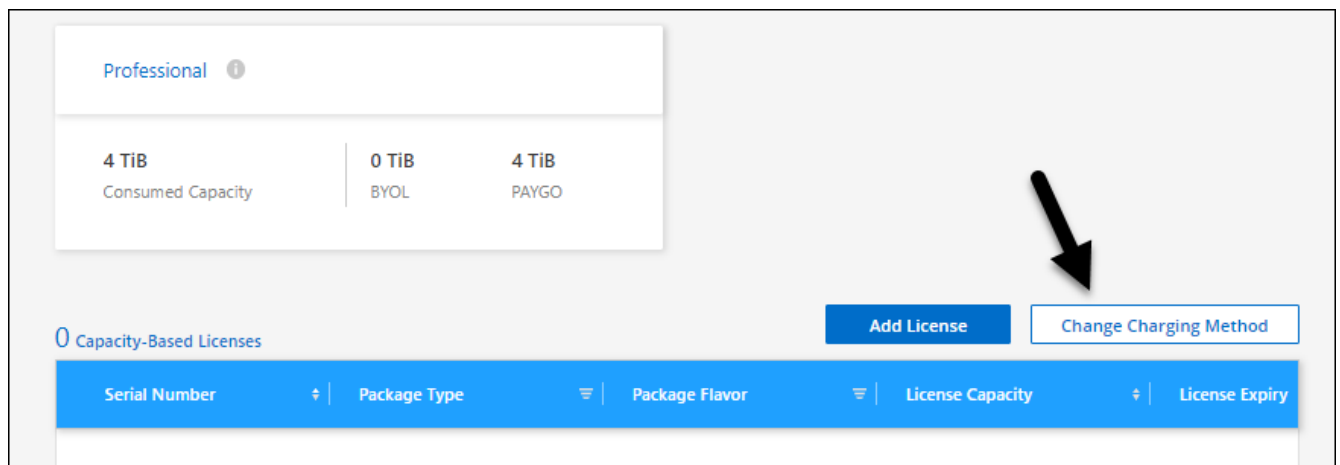 Professional
4 TiB 0 TiB 4 TiB
Consumed Capacity BYOL PAYGO
Add License Change Charging Method
0 Capacity-Based Licenses
Serial Number Package Type Package Flavor License Capacity License Expiry